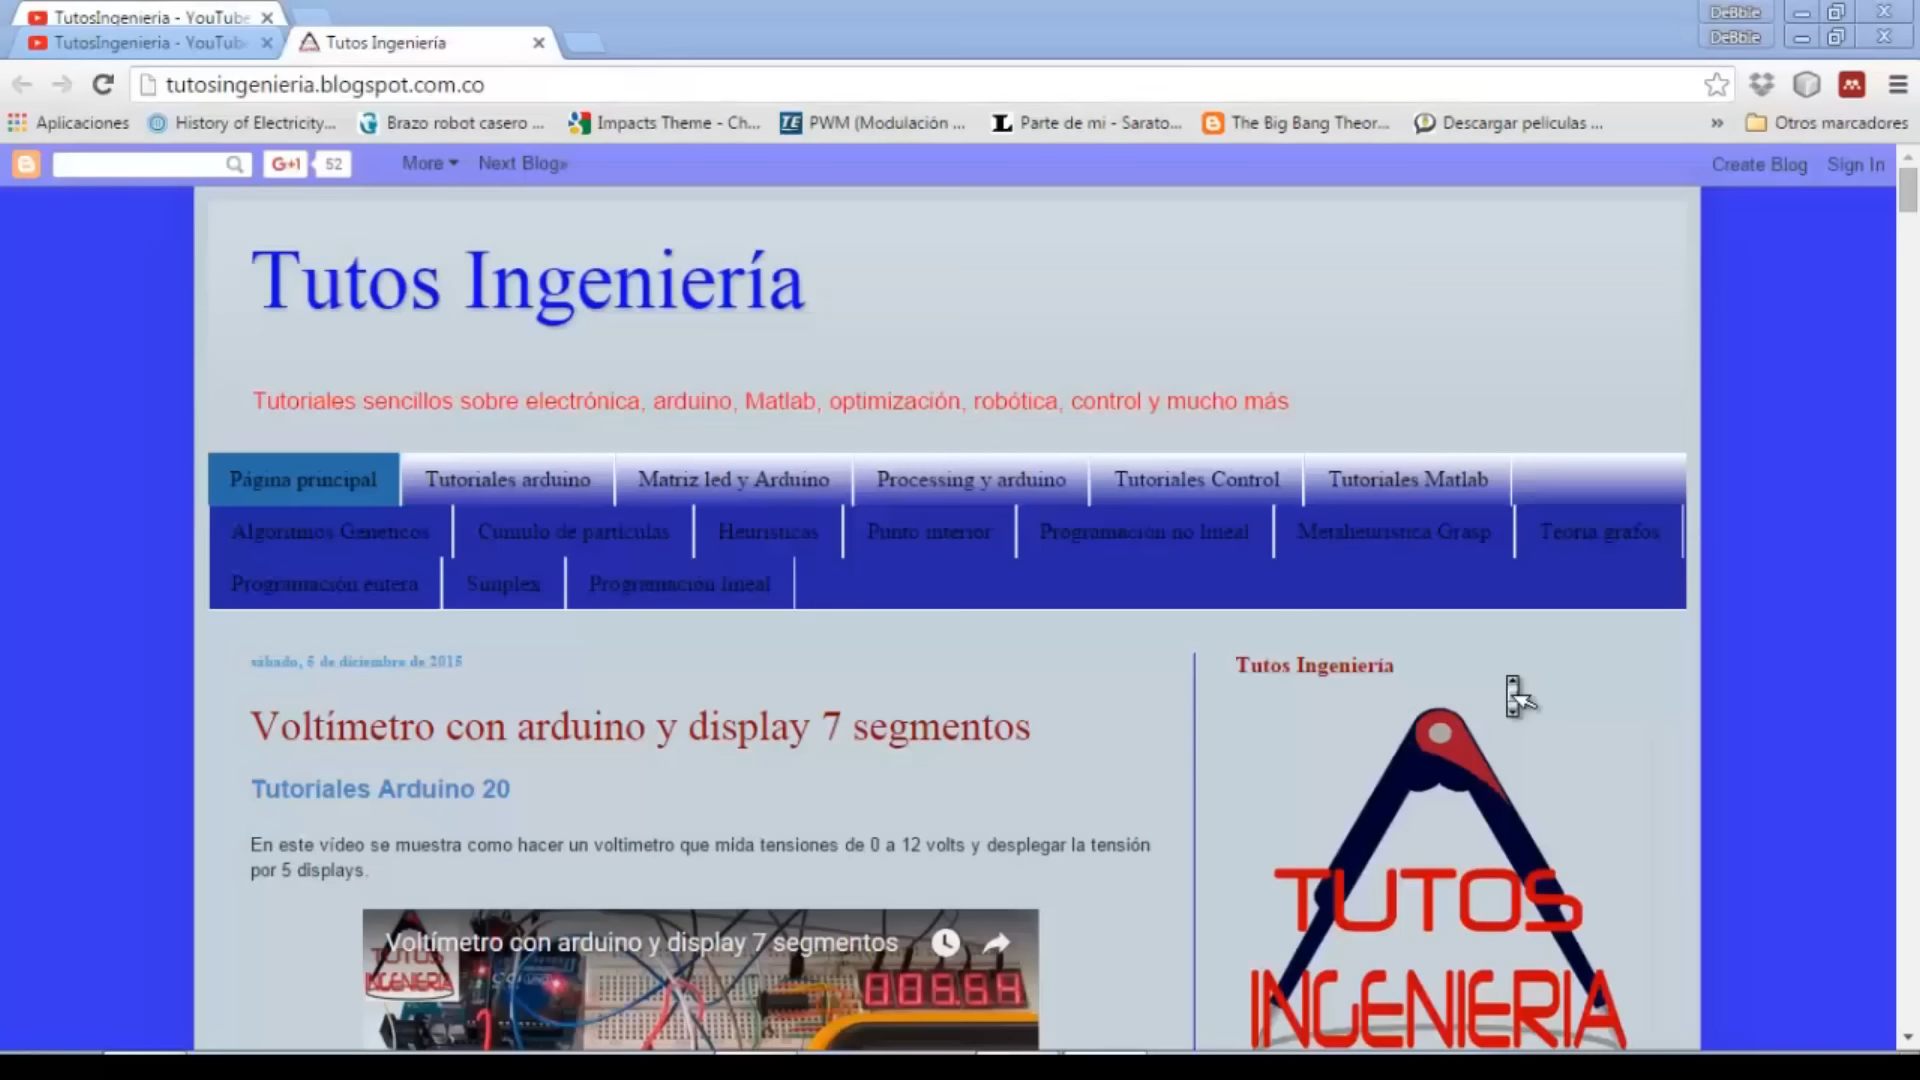 TutosIngenieria - YouTube
DeBbie
TutosIngenieria - YouTube
Tutos Ingeniería
DeBbie
tutosingenieria.blogspot.com.co
Aplicaciones
History of Electricity...
Brazo robot casero ...
Impacts Theme - Ch...
TE
PWM (Modulación ...
L
Parte de mi - Sarato...
The Big Bang Theor...
Descargar peliculas ...
»
Otros marcadores
G+1
52
More
Next Blog»
Create Blog
Sign In
Tutos Ingeniería
Tutoriales sencillos sobre electrónica, arduino, Matlab, optimización, robótica, control y mucho más
Página principal
Tutoriales arduino
Matriz led y Arduino
Processing y arduino
Tutoriales Control
Tutoriales Matlab
Algoritmos Geneticos
Cumulo de particulas
Heuristicas
Punto interior
Programacion no lineal
Metaheuristica Grasp
Teoria grafos
Programación entera
Simplex
Programación lineal
sábado, 5 de diciembre de 2015
Tutos Ingeniería
Voltímetro con arduino y display 7 segmentos
Tutoriales Arduino 20
En este vídeo se muestra como hacer un voltimetro que mida tensiones de 0 a 12 volts y desplegar la tensión
por 5 displays.
TUTOS
INGENIERIA
Voltímetro con arduino y display 7 segmentos
TUTOS
INGENIERIA